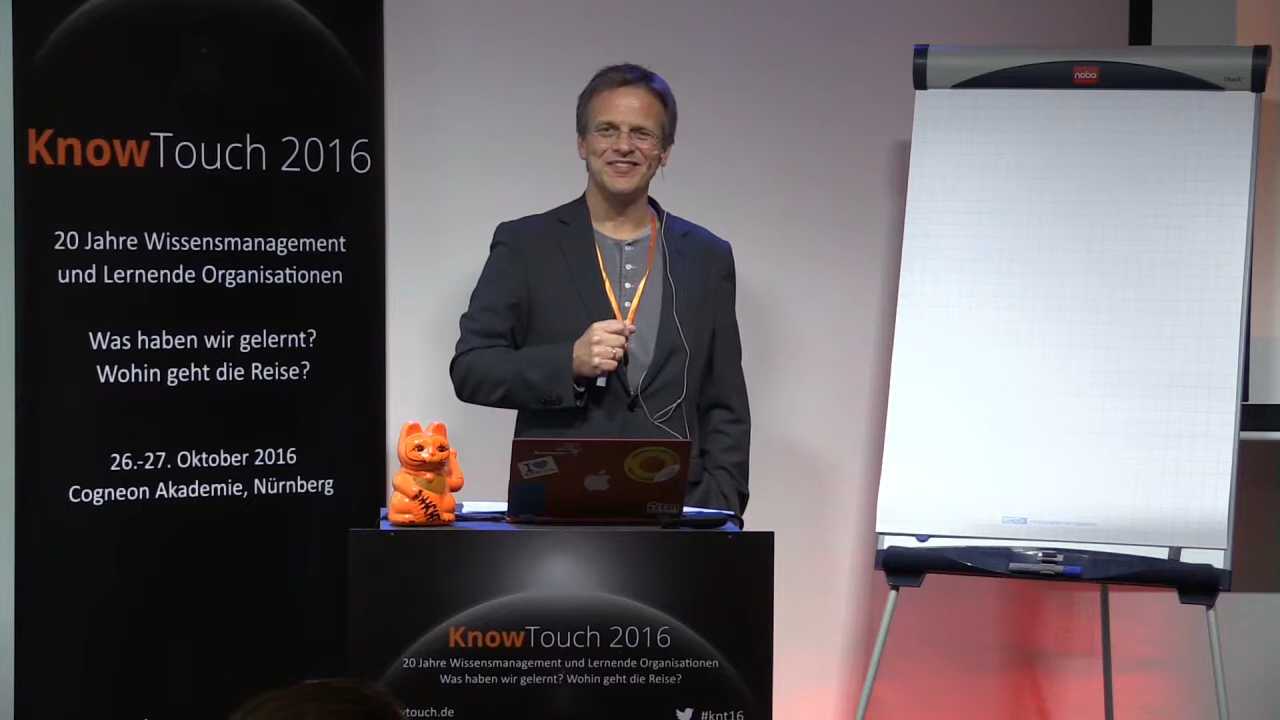 KnowTouch 2016
20 Jahre Wissensmanagement
und Lernende Organisationen
Was haben wir gelernt?
Wohin geht die Reise?
26.-27. Oktober 2016
Cogneon Akademie, Nürnberg
nobo
I
KnowTouch 2016
20 Jahre Wissensmanagement und Lernende Organisationen
Was haben wir gelernt? Wohin geht die Reise?
touch.de
#knt16